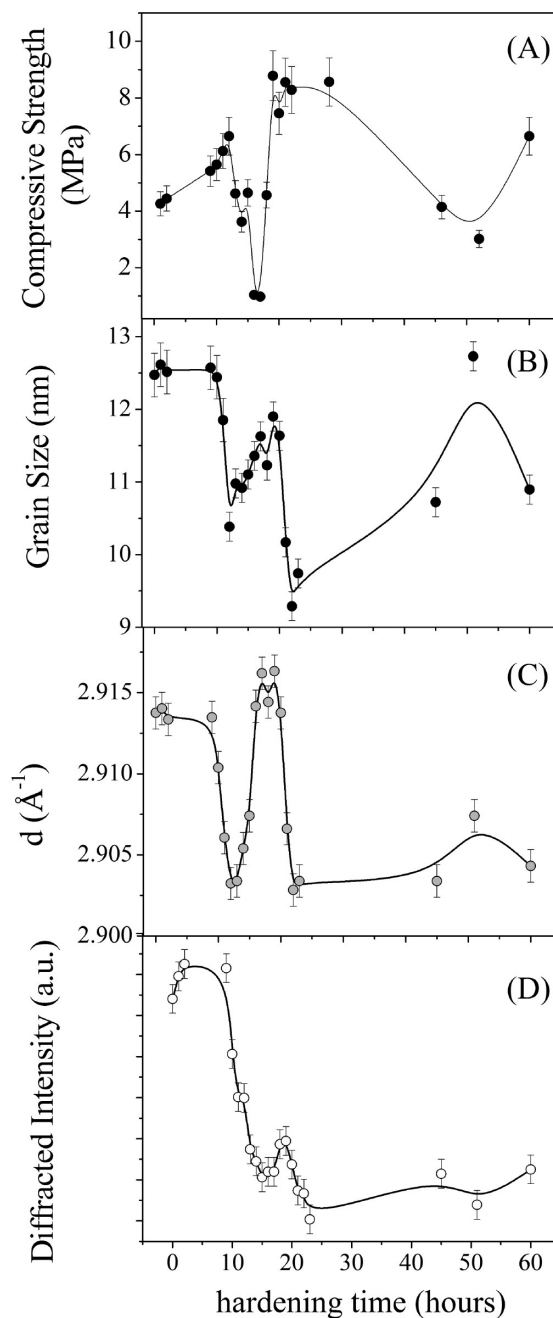 (A)
Compressive Strength
(MPa)
10
8
6
4
2
(B)
Grain Size (nm)
13
12
11
10
9
(C)
d (Å-1)
2.915
2.910
2.905
2.900
(D)
Diffracted Intensity (a.u.)
0 10 20 30 40 50 60
hardening time (hours)